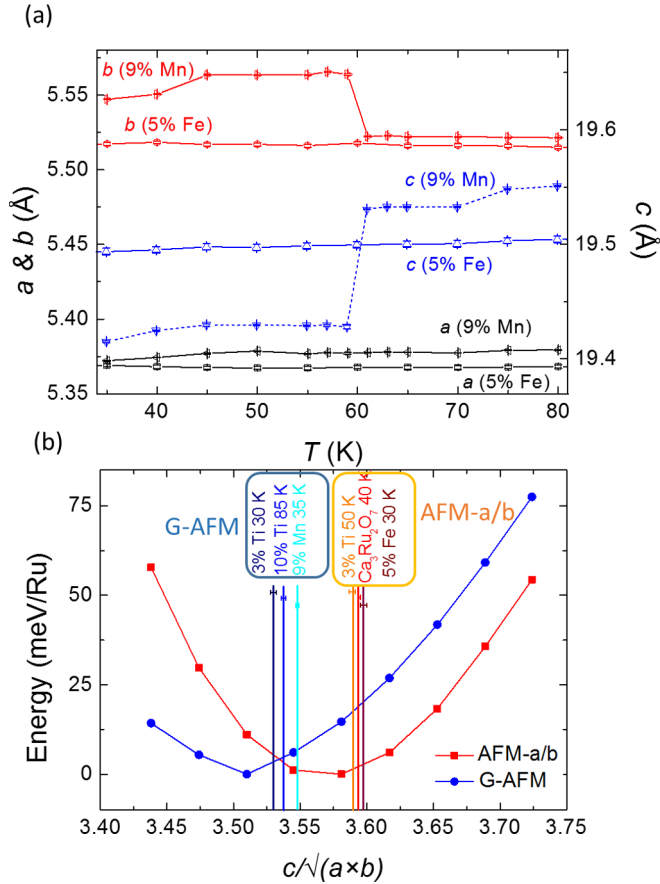 (a)
5.55
5.50
5.45
5.40
5.35
a & b (Å)
b (9% Mn)
b (5% Fe)
c (9% Mn)
c (5% Fe)
a (9% Mn)
a (5% Fe)
19.6
19.5
19.4
c (Å)
40 50 60 70 80
T (K)
(b)
75
50
25
0
Energy (meV/Ru)
G-AFM
3% Ti 30 K
10% Ti 85 K
9% Mn 35 K
3% Ti 50 K
Ca₃Ru₂O₇ 40 K
5% Fe 30 K
AFM-a/b
AFM-a/b
G-AFM
3.40 3.45 3.50 3.55 3.60 3.65 3.70 3.75
c/√(a×b)